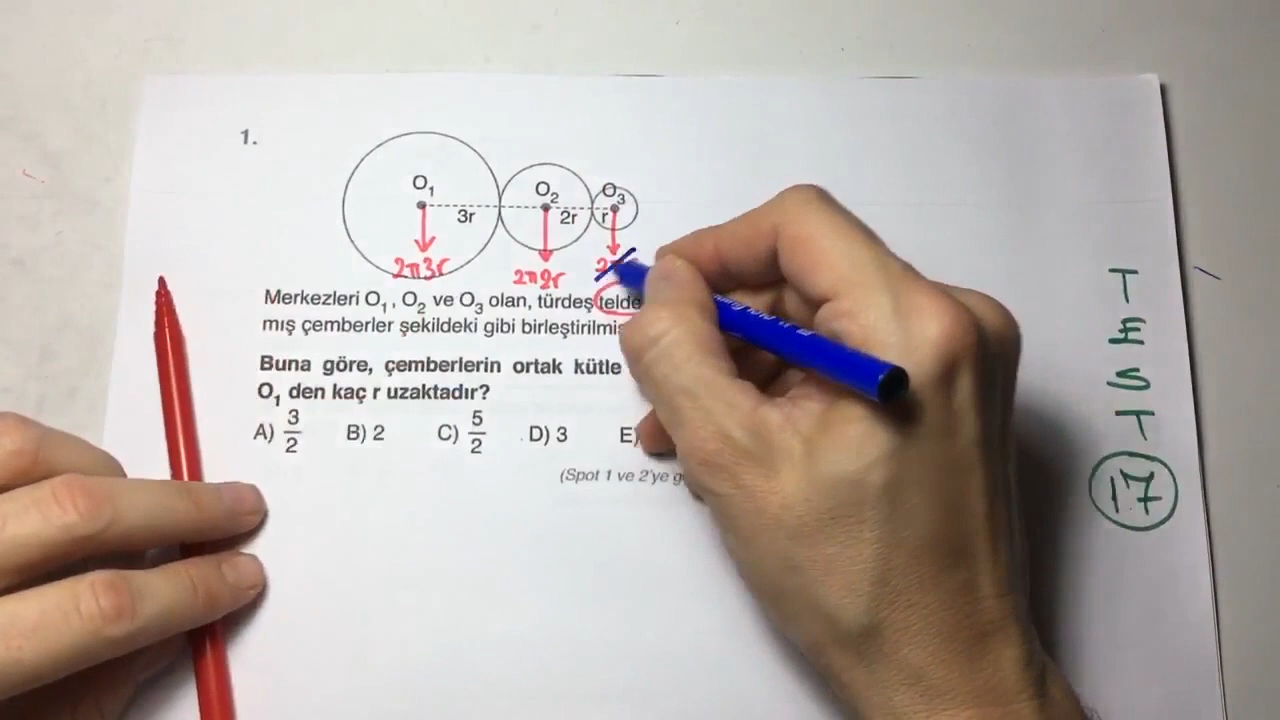 1.
O1 O2 O3
3r 2r r
2π3r 2π2r
Merkezleri O1, O2 ve O3 olan, türdeş telde
mış çemberler şekildeki gibi birleştirilmiş
Buna göre, çemberlerin ortak kütle
O1 den kaç r uzaktadır?
A) 3/2 B) 2 C) 5/2 D) 3 E)
(Spot 1 ve 2'ye g
TEST
17